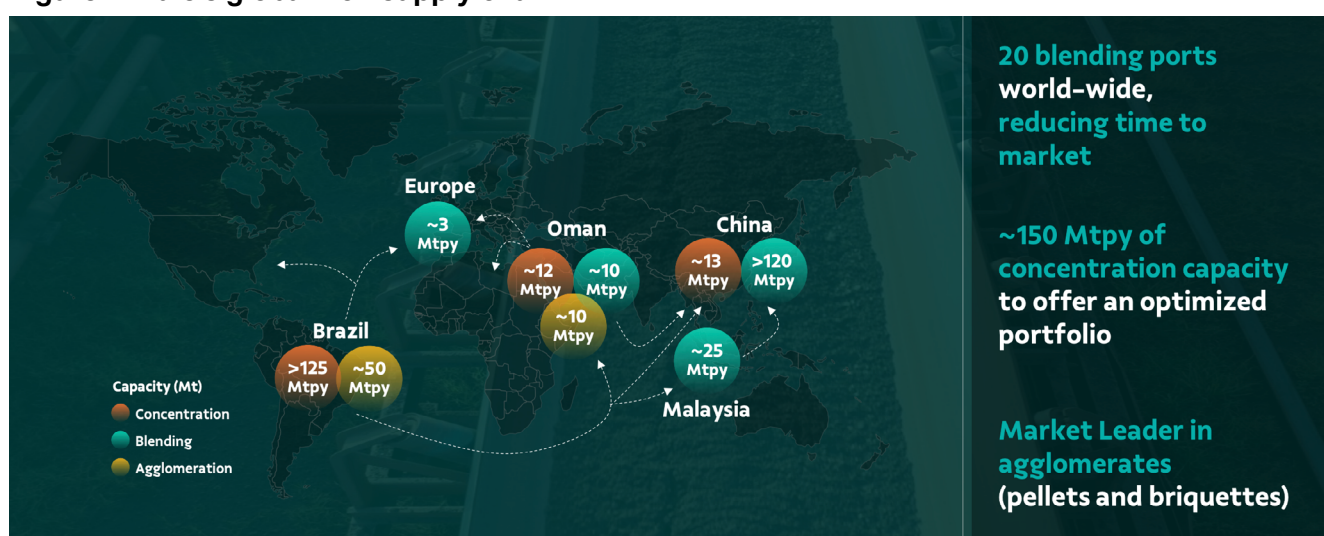 Europe
~3
Mtpy
Oman
~12
Mtpy
~10
Mtpy
~10
Mtpy
China
~13
Mtpy
>120
Mtpy
Brazil
>125
Mtpy
~50
Mtpy
~25
Mtpy
Malaysia
Capacity (Mt)
Concentration
Blending
Agglomeration
20 blending ports
world-wide,
reducing time to
market
~150 Mtpy of
concentration capacity
to offer an optimized
portfolio
Market Leader in
agglomerates
(pellets and briquettes)